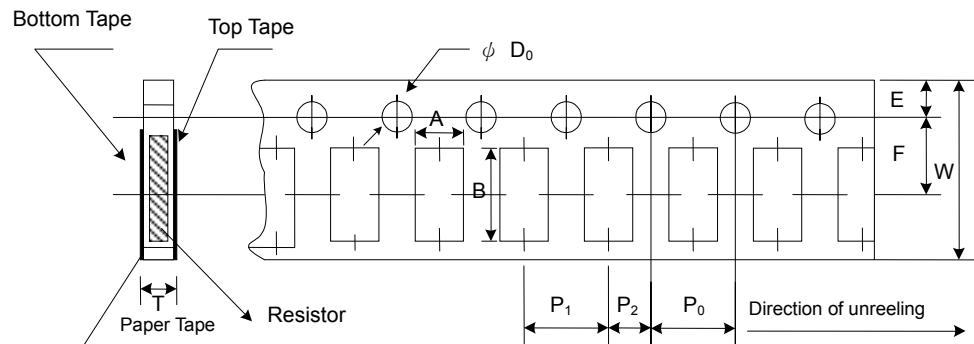 Bottom Tape
Top Tape
ψ D₀
E
A
F
W
B
T
P₁
P₂
P₀
Direction of unreeling
Resistor
Paper Tape